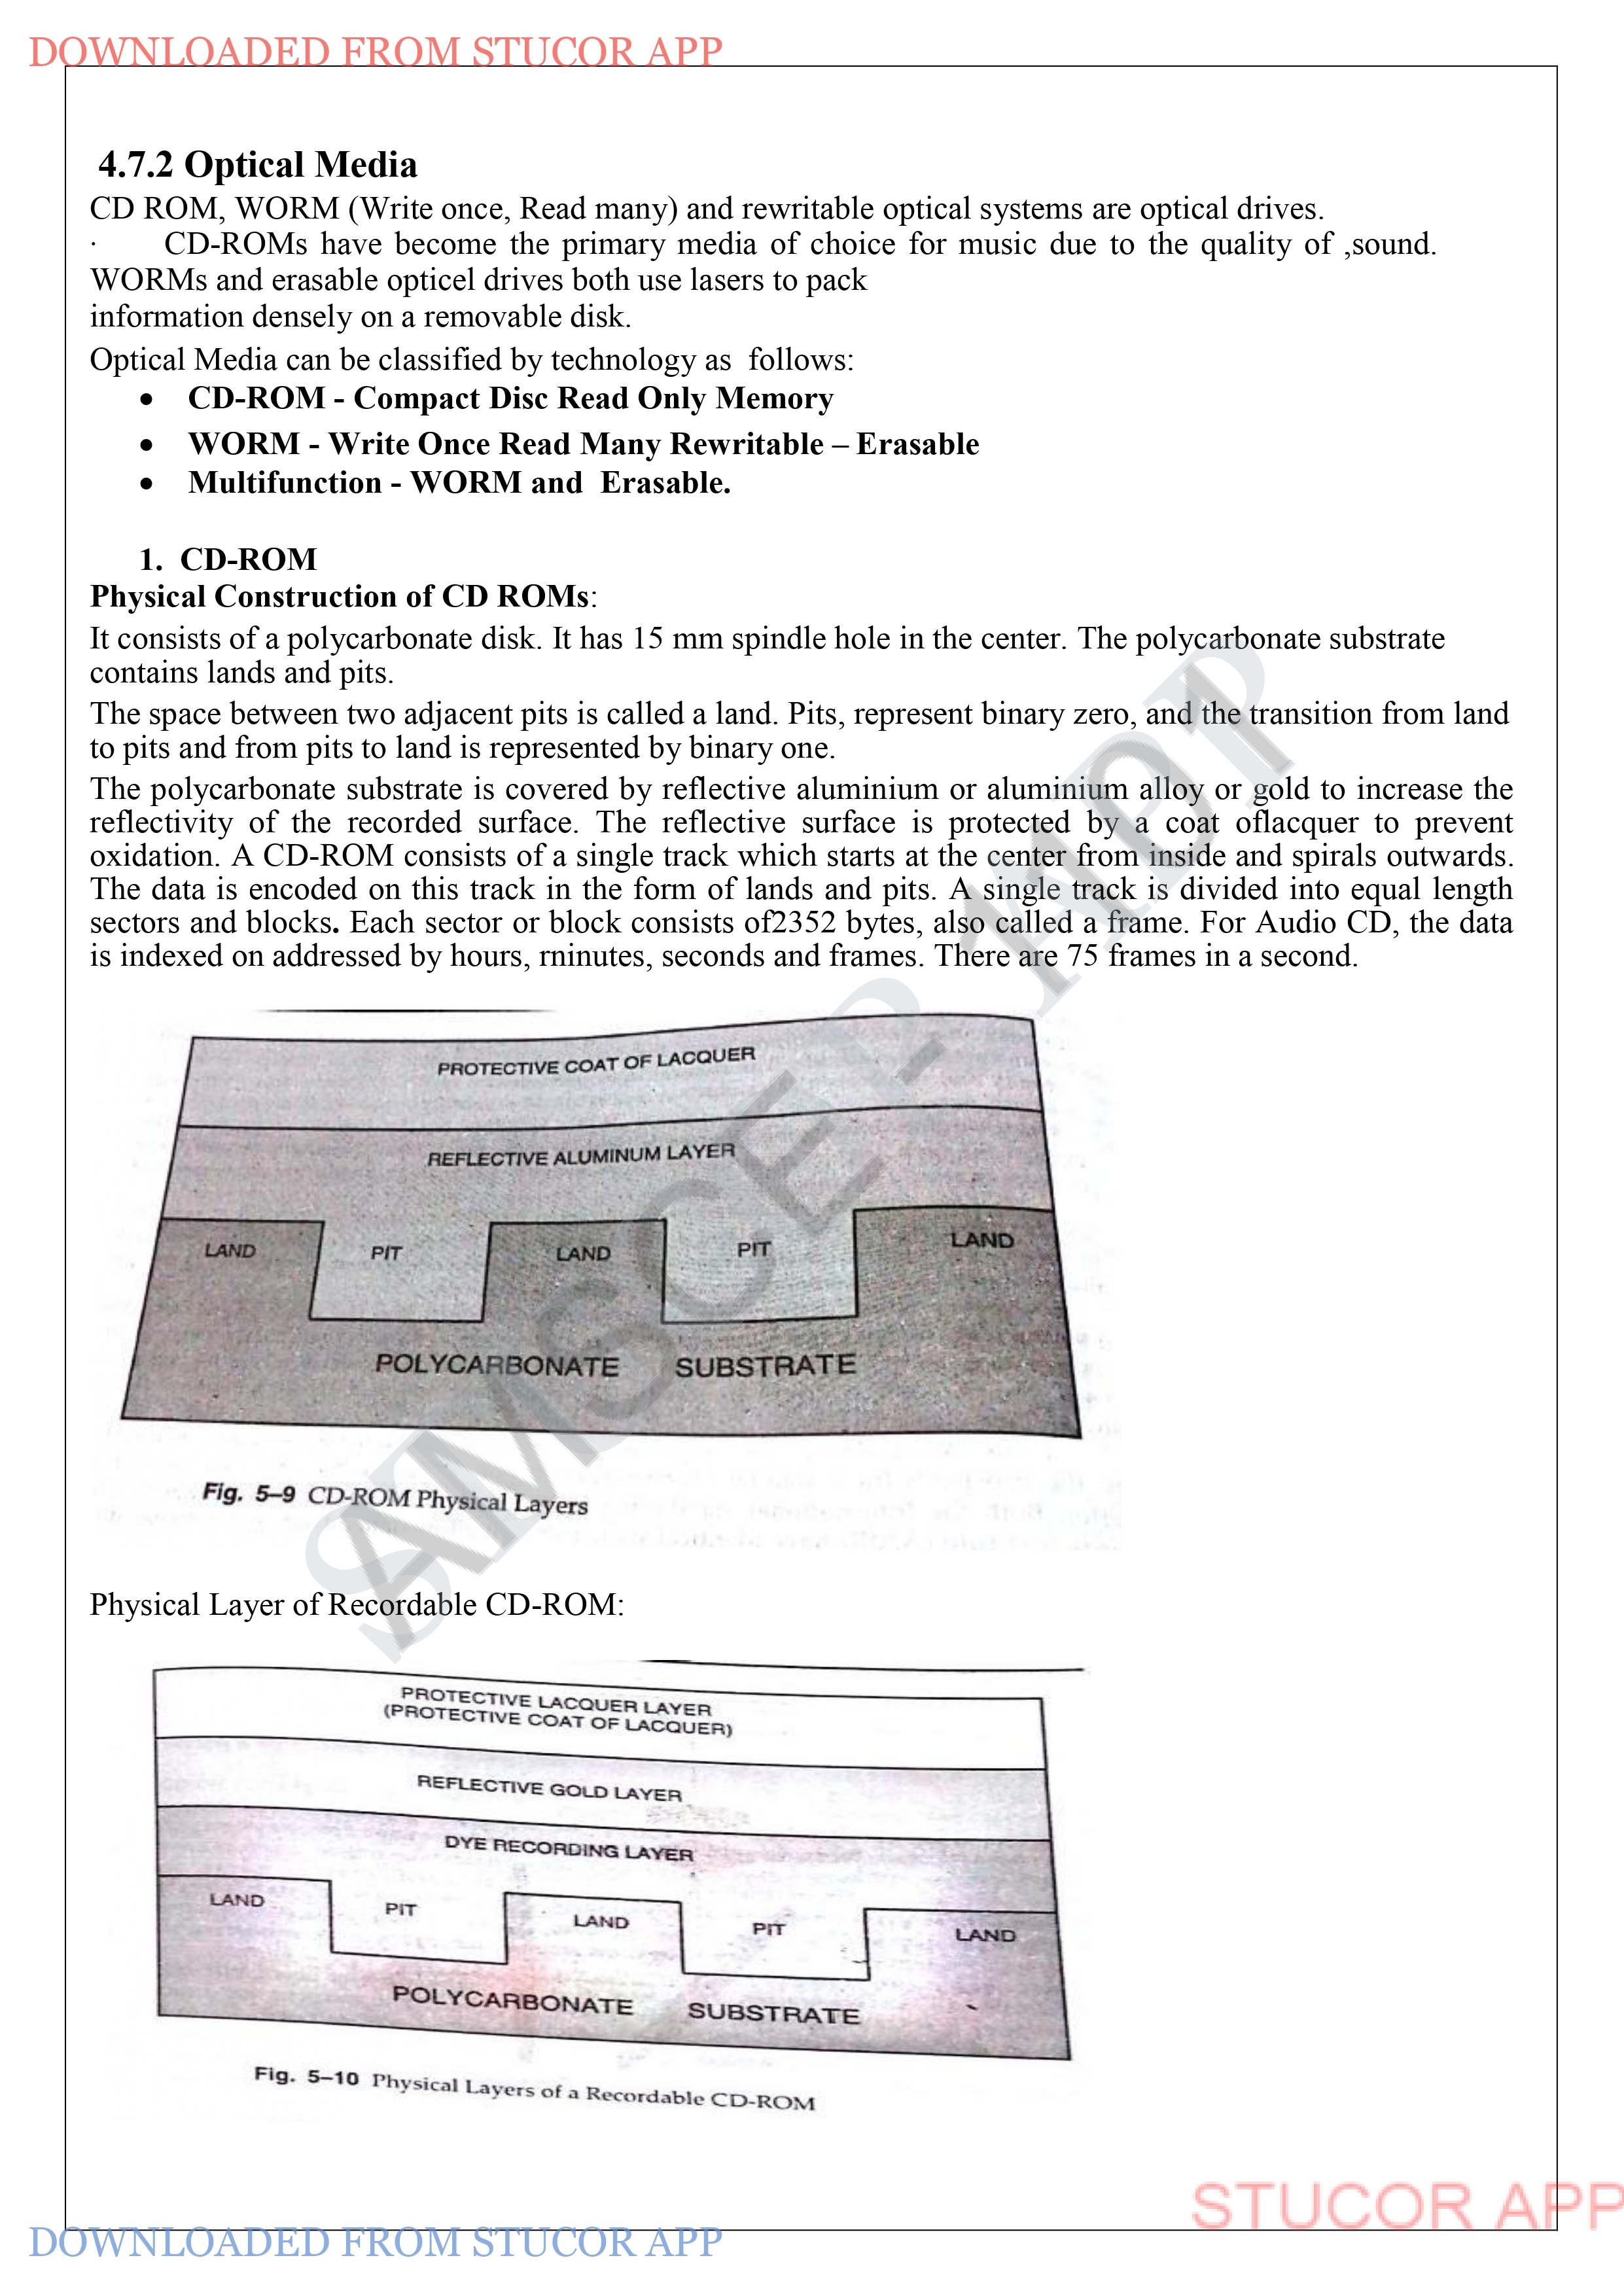 DOWNLOADED FROM STUCOR APP
4.7.2 Optical Media
CD ROM, WORM (Write once, Read many) and rewritable optical systems are optical drives.
· CD-ROMs have become the primary media of choice for music due to the quality of ,sound.
WORMs and erasable opticel drives both use lasers to pack
information densely on a removable disk.
Optical Media can be classified by technology as follows:
• CD-ROM - Compact Disc Read Only Memory
• WORM - Write Once Read Many Rewritable – Erasable
• Multifunction - WORM and Erasable.
1. CD-ROM
Physical Construction of CD ROMs:
It consists of a polycarbonate disk. It has 15 mm spindle hole in the center. The polycarbonate substrate
contains lands and pits.
The space between two adjacent pits is called a land. Pits, represent binary zero, and the transition from land
to pits and from pits to land is represented by binary one.
The polycarbonate substrate is covered by reflective aluminium or aluminium alloy or gold to increase the
reflectivity of the recorded surface. The reflective surface is protected by a coat oflacquer to prevent
oxidation. A CD-ROM consists of a single track which starts at the center from inside and spirals outwards.
The data is encoded on this track in the form of lands and pits. A single track is divided into equal length
sectors and blocks. Each sector or block consists of2352 bytes, also called a frame. For Audio CD, the data
is indexed on addressed by hours, rninutes, seconds and frames. There are 75 frames in a second.
PROTECTIVE COAT OF LACQUER
REFLECTIVE ALUMINUM LAYER
LAND PIT LAND PIT LAND
POLYCARBONATE SUBSTRATE
Fig. 5–9 CD-ROM Physical Layers
Physical Layer of Recordable CD-ROM:
PROTECTIVE LACQUER LAYER
(PROTECTIVE COAT OF LACQUER)
REFLECTIVE GOLD LAYER
DYE RECORDING LAYER
LAND PIT LAND PIT LAND
POLYCARBONATE SUBSTRATE
Fig. 5–10 Physical Layers of a Recordable CD-ROM
STUCOR APP
DOWNLOADED FROM STUCOR APP